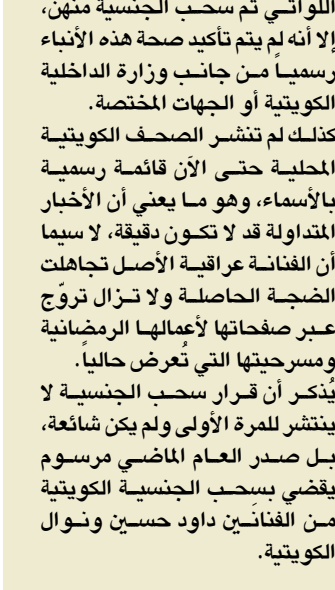 اللواتي تم سحب الجنسية منهن،
إلا أنه لم يتم تأكيد صحة هذه الأنباء
رسمياً من جانب وزارة الداخلية
الكويتية أو الجهات المختصة.
كذلك لم تنشر الصحف الكويتية
المحلية حتى الآن قائمة رسمية
بالأسماء، وهو ما يعني أن الأخبار
المتداولة قد لا تكون دقيقة، لا سيما
أن الفنانة عراقية الأصل تجاهلت
الضجة الحاصلة ولا تزال تروّج
عبر صفحاتها لأعمالها الرمضانية
ومسرحيتها التي تُعرض حالياً.
يُذكر أن قرار سحب الجنسية لا
ينتشر للمرة الأولى ولم يكن شائعة،
بل صدر العام الماضي مرسوم
يقضي بسحب الجنسية الكويتية
من الفنانَين داود حسين ونوال
الكويتية.